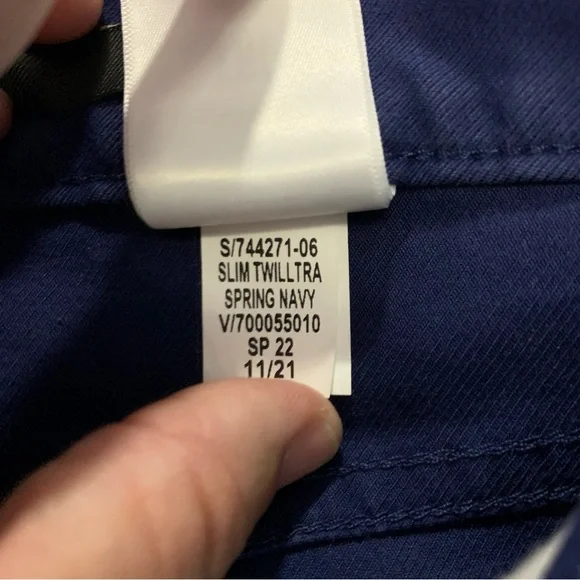 S/744271-06
SLIM TWILLTRA
SPRING NAVY
V/700055010
SP 22
11/21